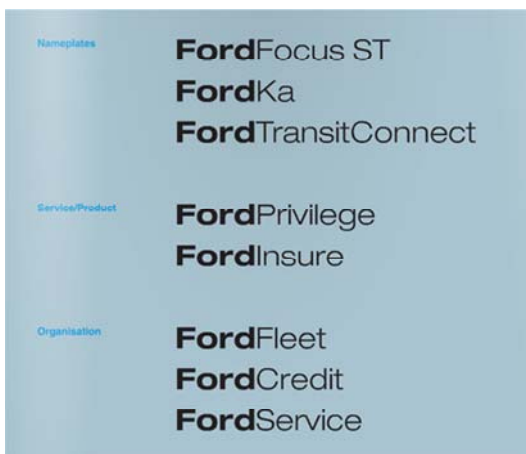 Nameplates
FordFocus ST
FordKa
FordTransitConnect
Service/Product
FordPrivilege
FordInsure
Organisation
FordFleet
FordCredit
FordService